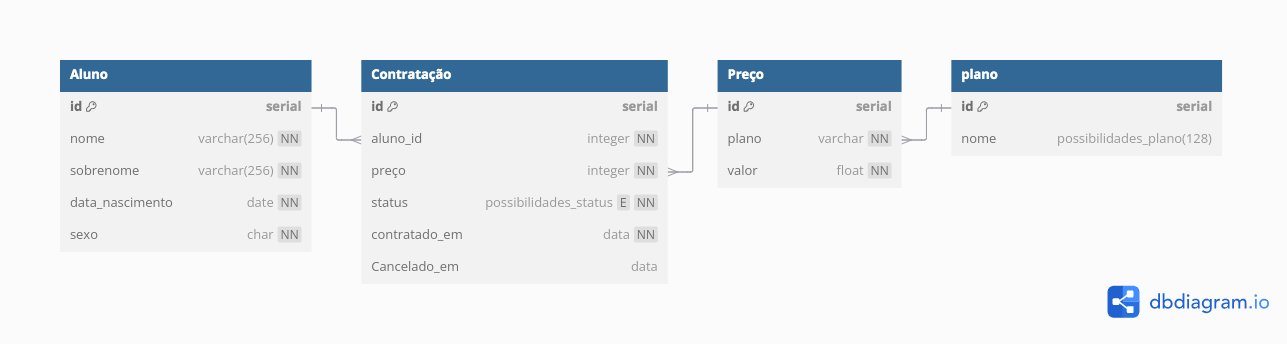 Aluno
id serial
nome varchar(256) NN
sobrenome varchar(256) NN
data_nascimento date NN
sexo char NN
Contratação
id serial
aluno_id integer NN
preço integer NN
status possibilidades_status E NN
contratado_em data NN
Cancelado_em data
Preço
id serial
plano varchar NN
valor float NN
plano
id serial
nome possibilidades_plano(128)
dbdiagram.io